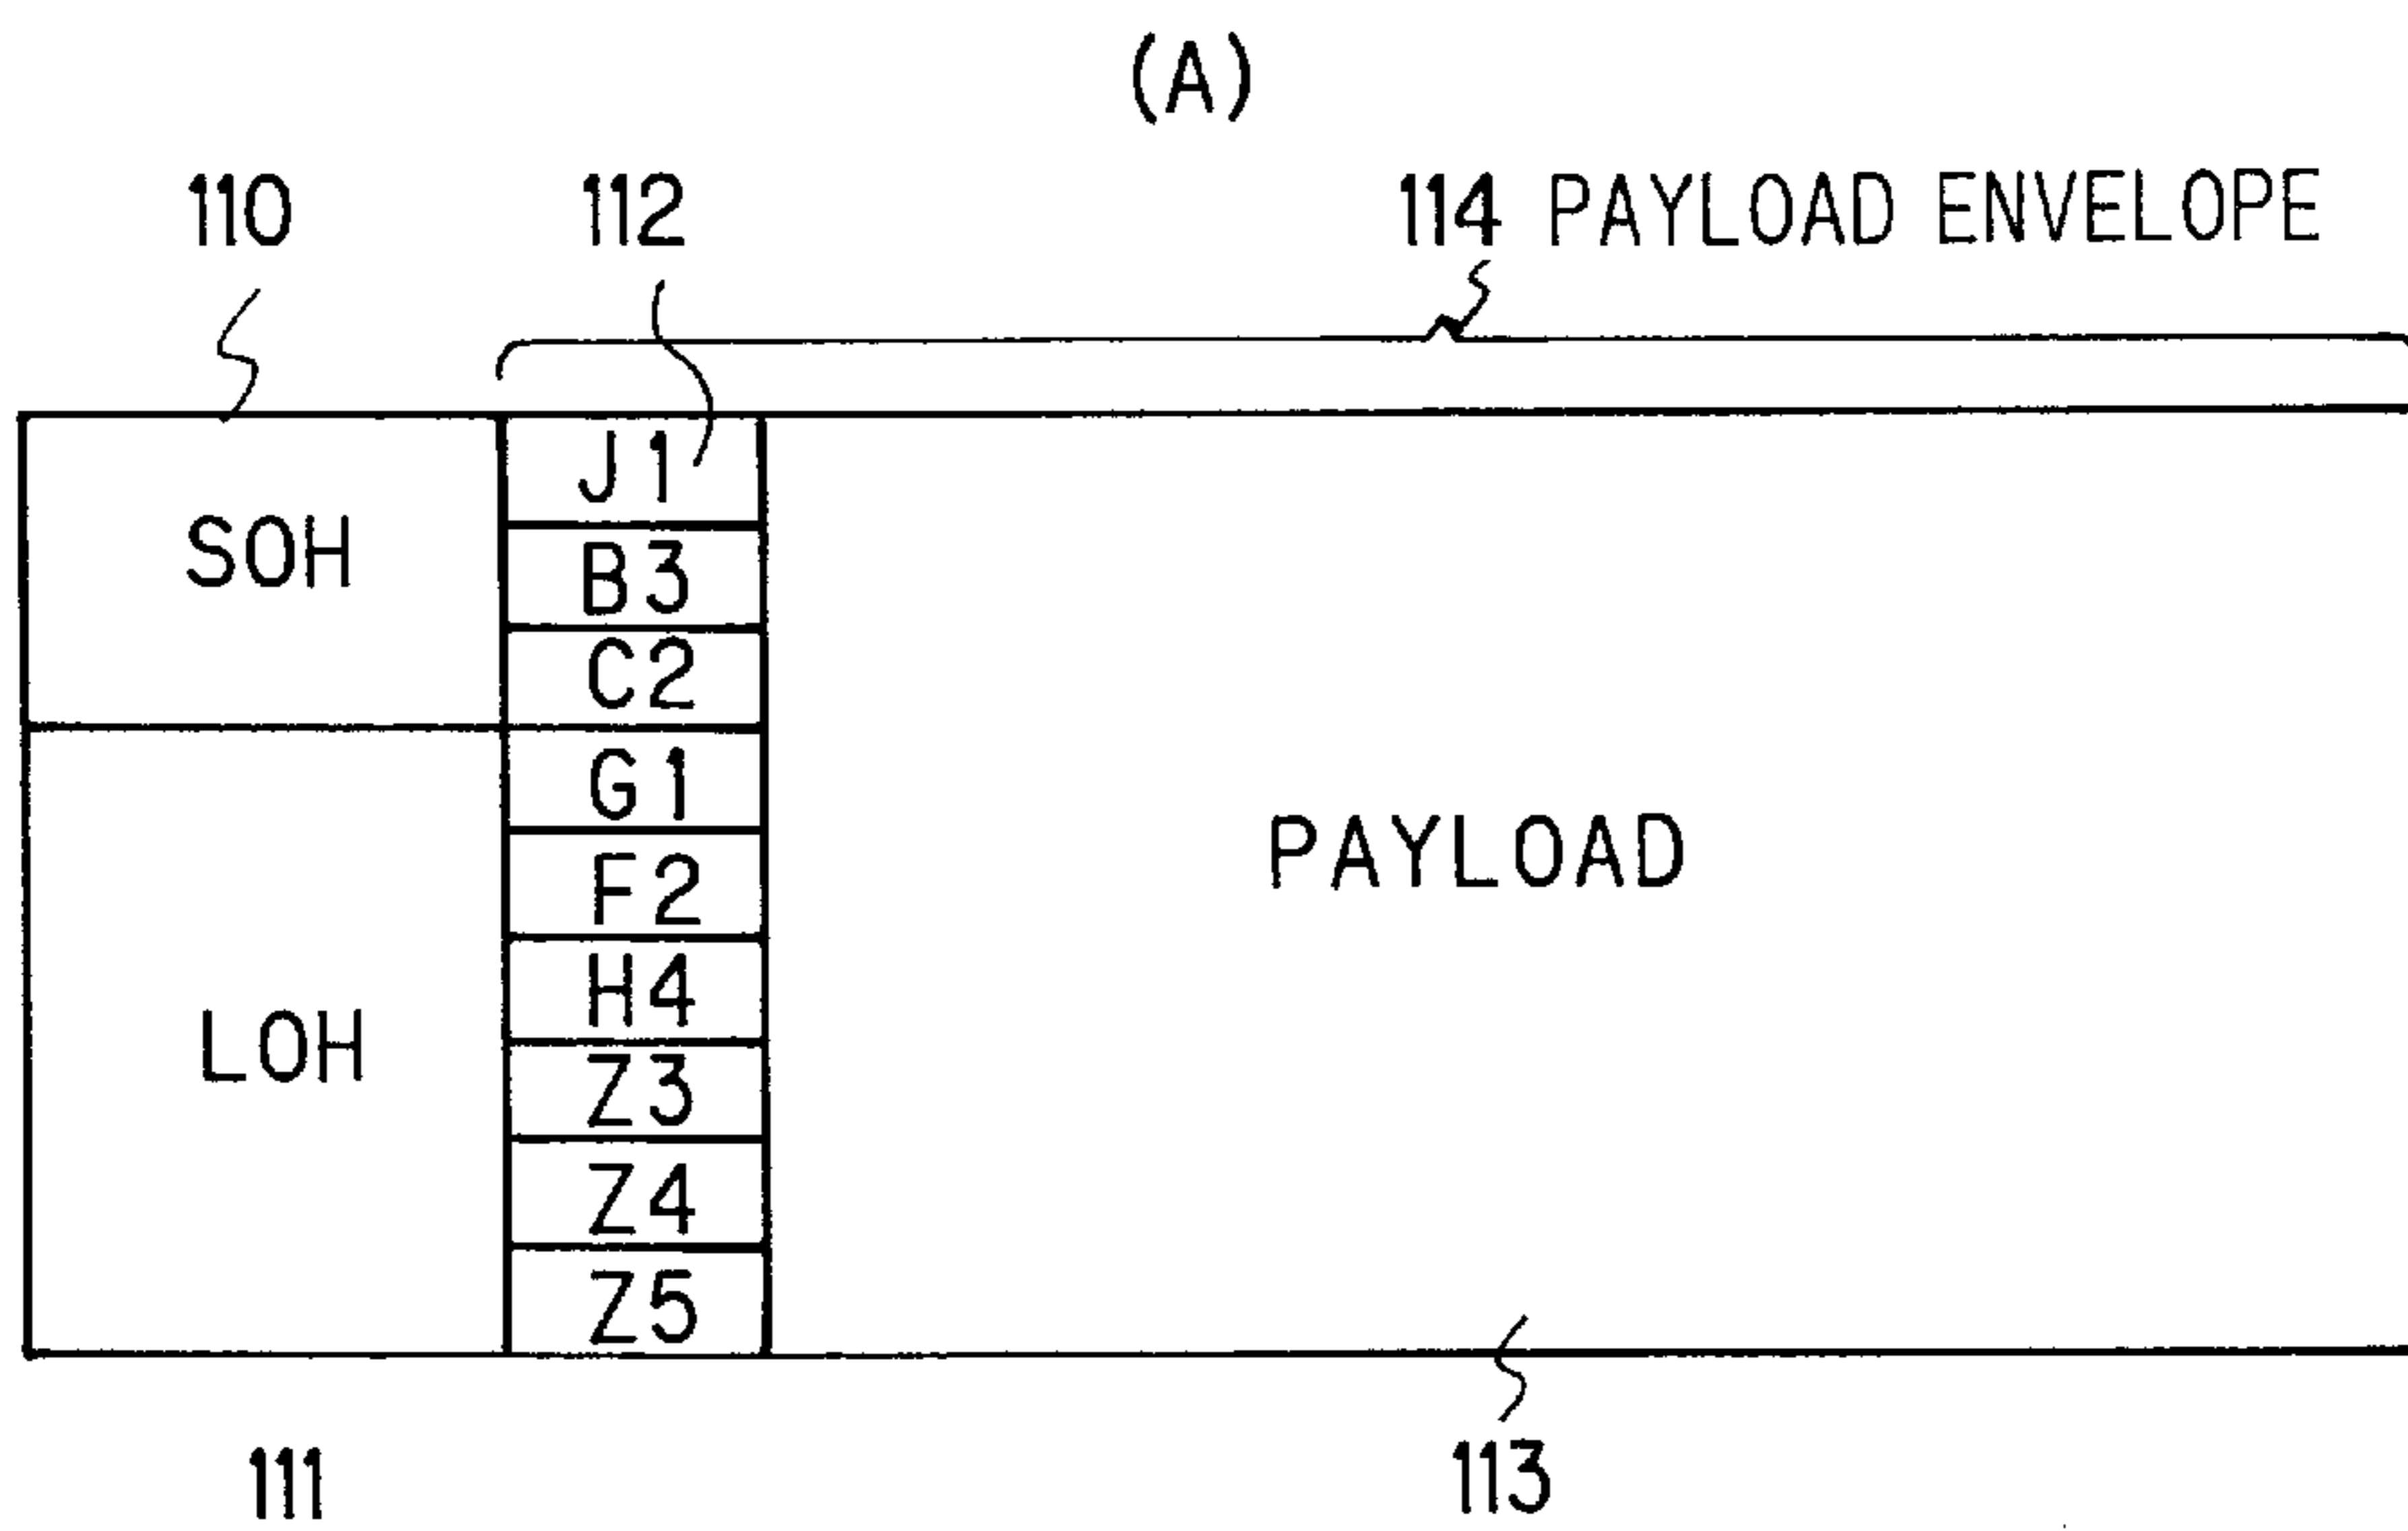 (A)
110
112
114 PAYLOAD ENVELOPE
SOH
J1
B3
C2
G1
F2
H4
Z3
Z4
Z5
LOH
PAYLOAD
111
113